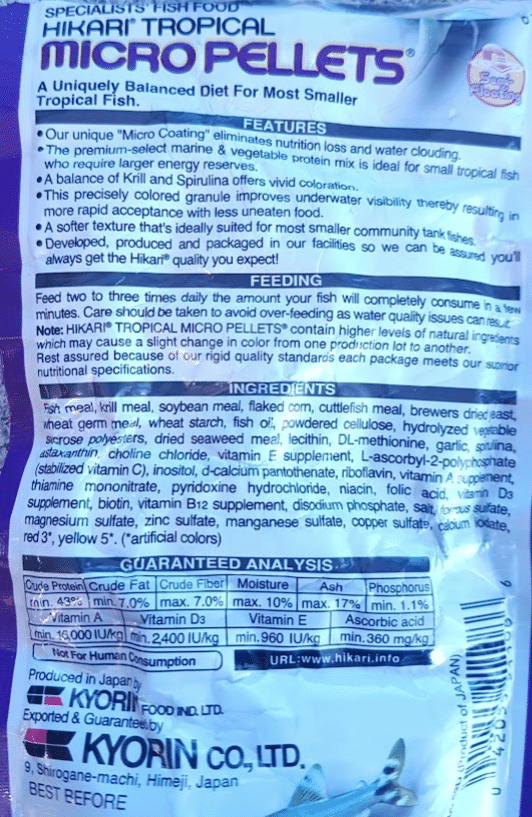 SPECIALISTS' FISH FOOD
HIKARI® TROPICAL
MICRO PELLETS®
A Uniquely Balanced Diet For Most Smaller
Tropical Fish.
FEATURES
• Our unique "Micro Coating" eliminates nutrition loss and water clouding.
• The premium-select marine & vegetable protein mix is ideal for small tropical fish
who require larger energy reserves.
• A balance of Krill and Spirulina offers vivid coloration.
• This precisely colored granule improves underwater visibility thereby resulting in
more rapid acceptance with less uneaten food.
• A softer texture that's ideally suited for most smaller community tank fishes.
• Developed, produced and packaged in our facilities so we can be assured you'll
always get the Hikari® quality you expect!
FEEDING
Feed two to three times daily the amount your fish will completely consume in a few
minutes. Care should be taken to avoid over-feeding as water quality issues can result.
Note: HIKARI® TROPICAL MICRO PELLETS® contain higher levels of natural ingredients
which may cause a slight change in color from one production lot to another.
Rest assured because of our rigid quality standards each package meets our superior
nutritional specifications.
INGREDIENTS
Fish meal, krill meal, soybean meal, flaked corn, cuttlefish meal, brewers dried yeast,
wheat germ meal, wheat starch, fish oil, powdered cellulose, hydrolyzed vegetable
sucrose polyesters, dried seaweed meal, lecithin, DL-methionine, garlic, spirulina,
astaxanthin, choline chloride, vitamin E supplement, L-ascorbyl-2-polyphosphate
(stabilized vitamin C), inositol, d-calcium pantothenate, riboflavin, vitamin A supplement,
thiamine mononitrate, pyridoxine hydrochloride, niacin, folic acid, vitamin D3
supplement, biotin, vitamin B12 supplement, disodium phosphate, salt, ferrous sulfate,
magnesium sulfate, zinc sulfate, manganese sulfate, copper sulfate, calcium iodate,
red 3*, yellow 5*. (*artificial colors)
GUARANTEED ANALYSIS
Crude Protein Crude Fat Crude Fiber Moisture Ash Phosphorus
min. 43% min. 7.0% max. 7.0% max. 10% max. 17% min. 1.1%
Vitamin A Vitamin D3 Vitamin E Ascorbic acid
min. 16,000 IU/kg min. 2,400 IU/kg min. 960 IU/kg min. 360 mg/kg
Not For Human Consumption
URL:www.hikari.info
Produced in Japan by
KYORIN FOOD IND. LTD.
Exported & Guaranteed by
KYORIN CO., LTD.
9, Shirogane-machi, Himeji, Japan
BEST BEFORE
(Product of JAPAN)